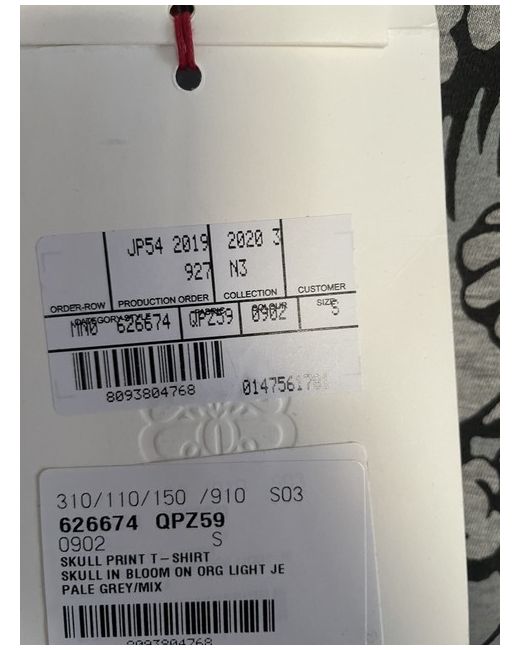 JP54 2019 2020 3
927 N3
ORDER-ROW PRODUCTION ORDER COLLECTION CUSTOMER
CATEGORY STYLE FABRIC COLOUR SIZE
MN0 626674 QPZ59 0902 S
8093804768 0147561
310/110/150 /910 S03
626674 QPZ59
0902 S
SKULL PRINT T-SHIRT
SKULL IN BLOOM ON ORG LIGHT JE
PALE GREY/MIX
8093804768